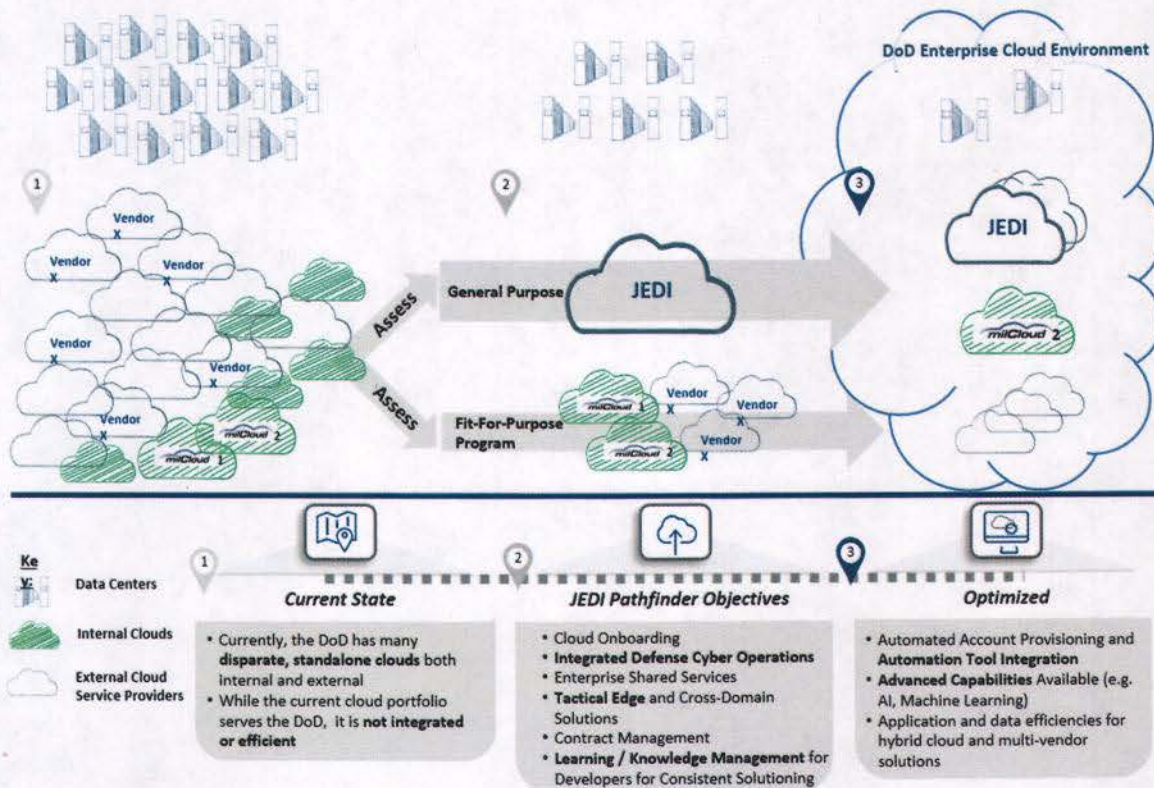 DoD Enterprise Cloud Environment
1
2
3
Vendor
X
Vendor
X
Vendor
X
Vendor
X
Vendor
X
Vendor
X
milCloud 2
milCloud 1
Assess
Assess
General Purpose
JEDI
Fit-For-Purpose
Program
milCloud 1
milCloud 2
Vendor
X
Vendor
X
Vendor
X
JEDI
milCloud 2
Ke
y:
Data Centers
Internal Clouds
External Cloud
Service Providers
1
2
3
Current State
• Currently, the DoD has many
disparate, standalone clouds both
internal and external
• While the current cloud portfolio
serves the DoD, it is not integrated
or efficient
JEDI Pathfinder Objectives
• Cloud Onboarding
• Integrated Defense Cyber Operations
• Enterprise Shared Services
• Tactical Edge and Cross-Domain
Solutions
• Contract Management
• Learning / Knowledge Management for
Developers for Consistent Solutioning
Optimized
• Automated Account Provisioning and
Automation Tool Integration
• Advanced Capabilities Available (e.g.
AI, Machine Learning)
• Application and data efficiencies for
hybrid cloud and multi-vendor
solutions